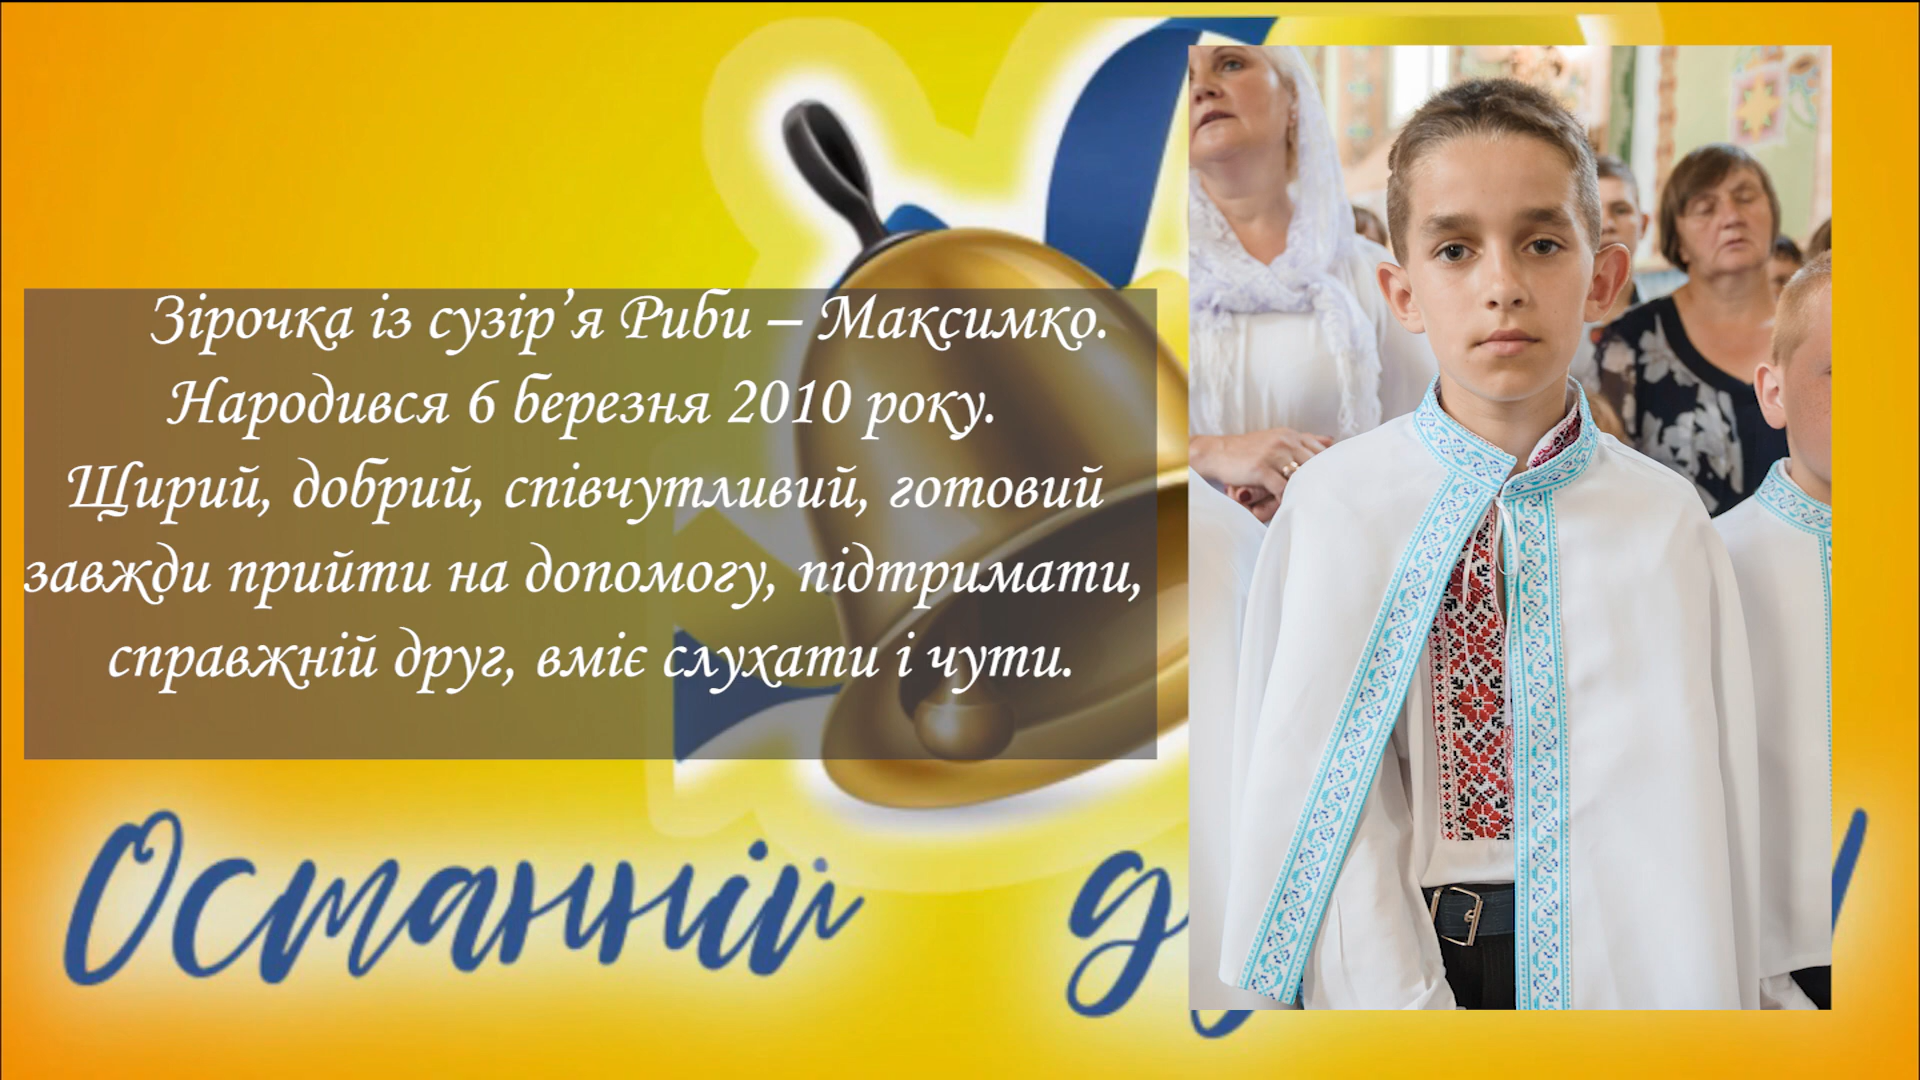 Зірочка із сузір’я Риби – Максимко.
Народився 6 березня 2010 року.
Щирий, добрий, співчутливий, готовий
завжди прийти на допомогу, підтримати,
справжній друг, вміє слухати і чути.
Останній